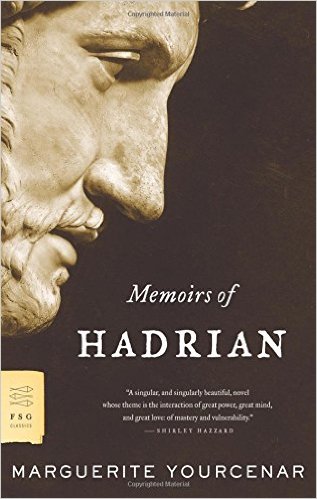 Memoirs of
HADRIAN
"A singular, and singularly beautiful, novel
whose theme is the interaction of great power, great mind,
and great love: of mastery and vulnerability."
—SHIRLEY HAZZARD
FSG
CLASSICS
MARGUERITE YOURCENAR